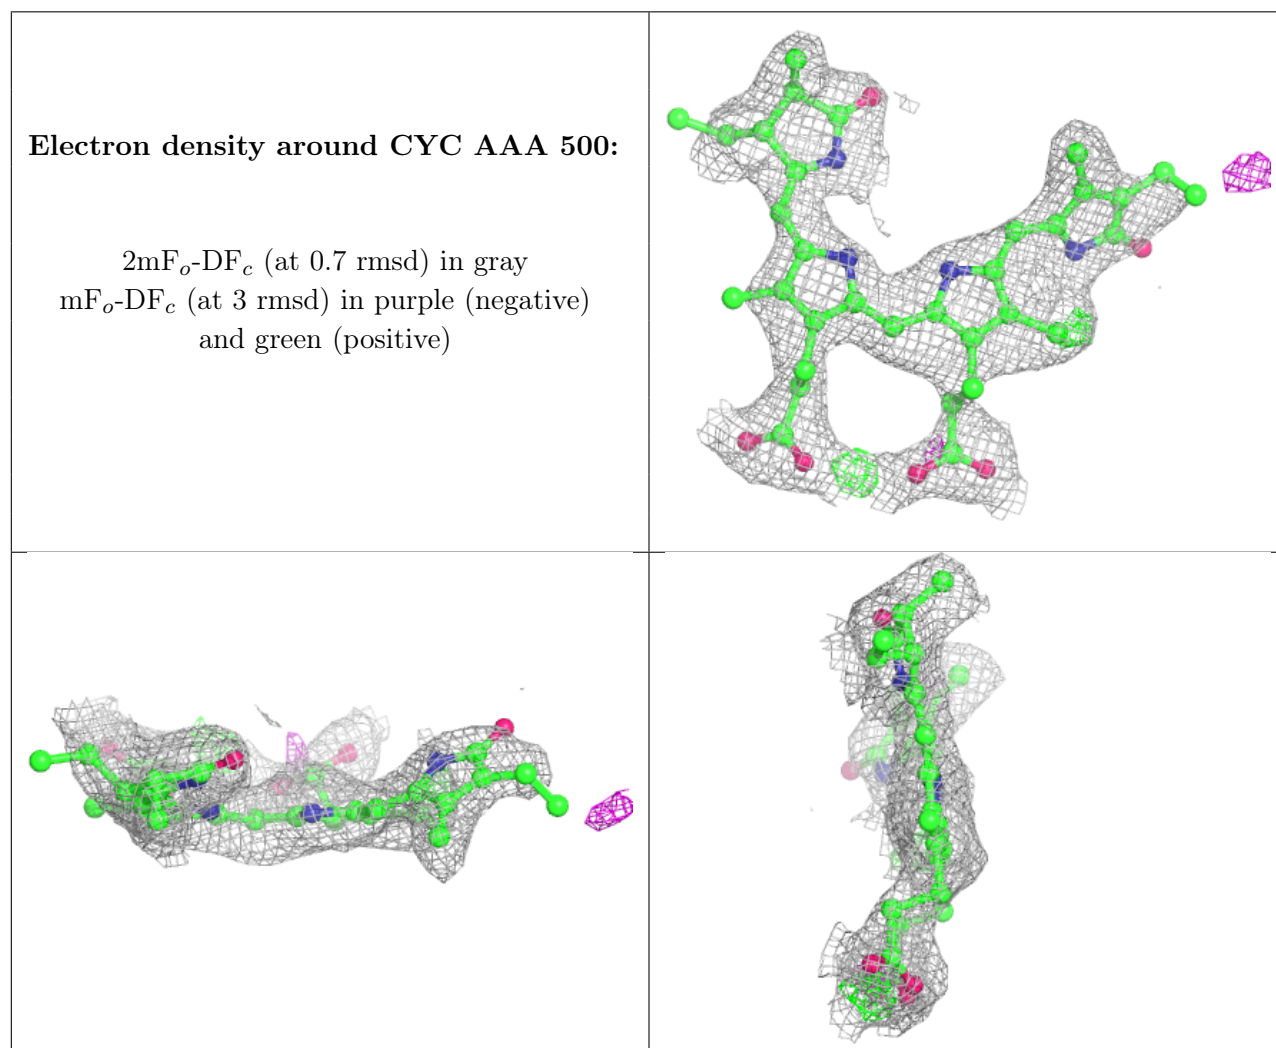 Electron density around CYC AAA 500:
2mFₒ-DF𝒸 (at 0.7 rmsd) in gray
mFₒ-DF𝒸 (at 3 rmsd) in purple (negative)
and green (positive)